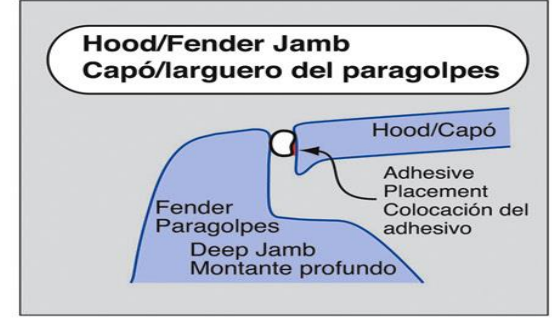 Hood/Fender Jamb
Capó/larguero del paragolpes
Hood/Capó
Adhesive
Placement
Colocación del
adhesivo
Fender
Paragolpes
Deep Jamb
Montante profundo